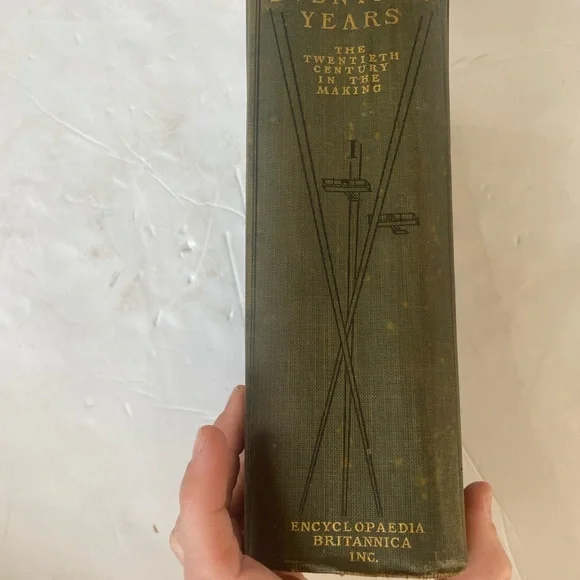 YEARS
THE
TWENTIETH
CENTURY
IN THE
MAKING
I
ENCYCLOPAEDIA
BRITANNICA
INC.